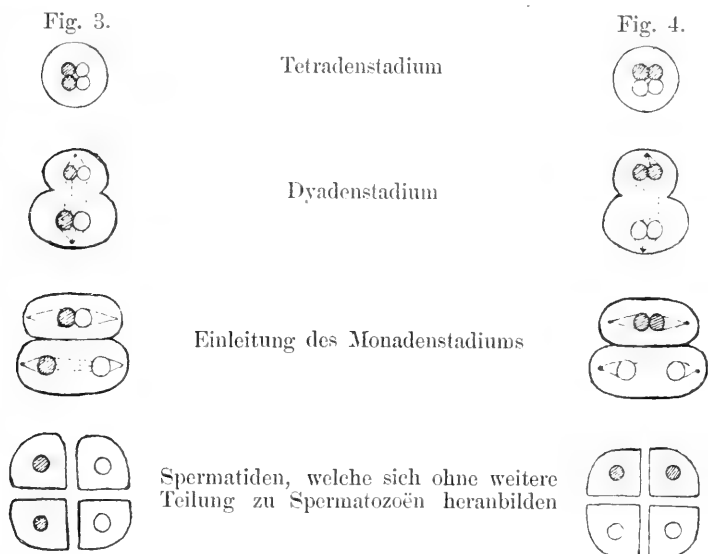 Fig. 3.
Fig. 4.
Tetradenstadium
Dyadenstadium
Einleitung des Monadenstadiums
Spermatiden, welche sich ohne weitere
Teilung zu Spermatozoën heranbilden